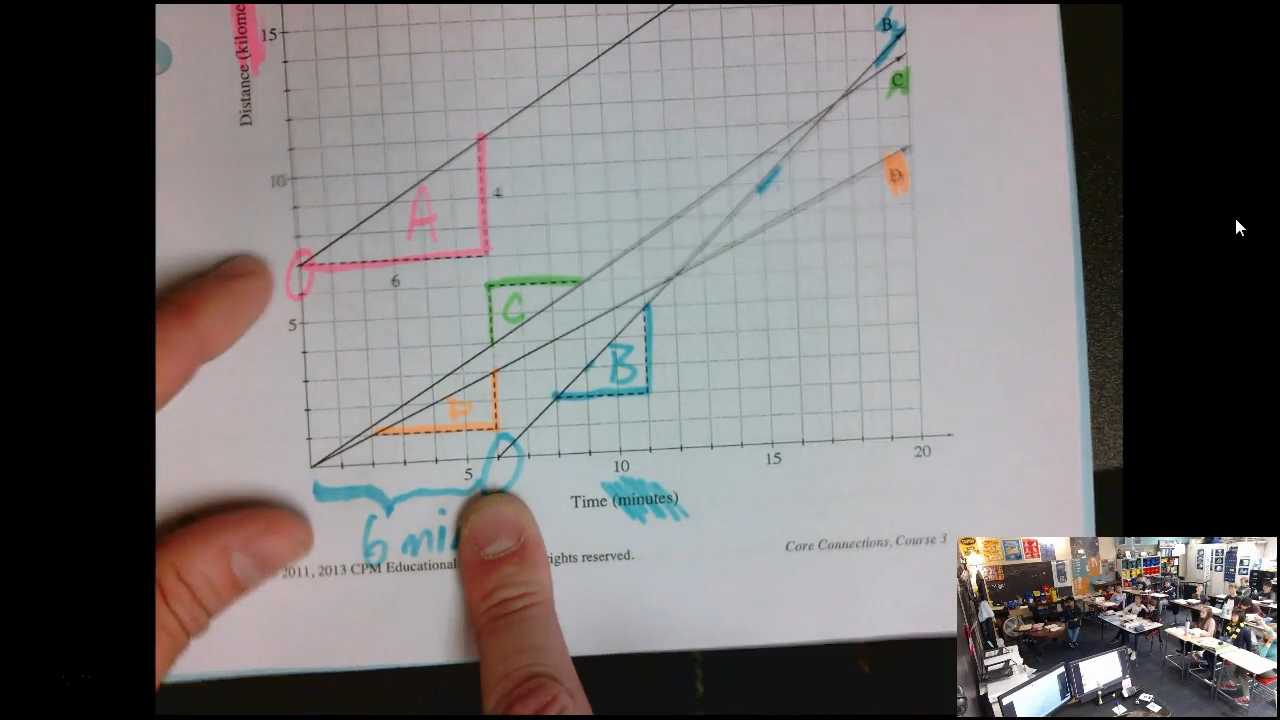 Distance (kilome
15
10
5
A
4
6
C
B
D
B
C
D
5
10
15
20
Time (minutes)
6 mi
2011, 2013 CPM Educational
ights reserved.
Core Connections, Course 3